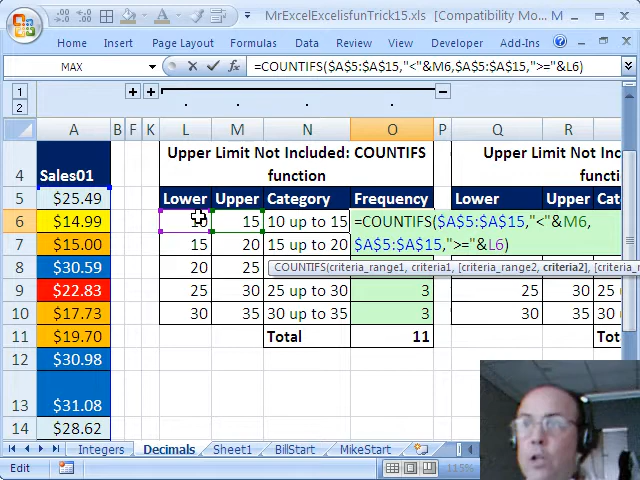 MrExcelExcelisfunTrick15.xls [Compatibility Mo...
Home Insert Page Layout Formulas Data Review View Developer Add-Ins
MAX =COUNTIFS($A$5:$A$15,"<"&M6,$A$5:$A$15,">="&L6)
1
2
A B F K L M N O P Q R S
4 Sales01 Upper Limit Not Included: COUNTIFS function Upper Limit No
5 $25.49 Lower Upper Category Frequency Lower Upper Cat
6 $14.99 10 15 10 up to 15 =COUNTIFS($A$5:$A$15,"<"&M6,
7 $15.00 15 20 15 up to 20 $A$5:$A$15,">="&L6)
8 $30.59 20 25
COUNTIFS(criteria_range1, criteria1, [criteria_range2, criteria2], [criteria_r
9 $22.83 25 30 25 up to 30 3 25 30 25 u
10 $17.73 30 35 30 up to 35 3 30 35 30 u
11 $19.70 Total 11 Tot
12 $30.98
13 $31.08
14 $28.62
Integers Decimals Sheet1 BillStart MikeStart
Edit 115%